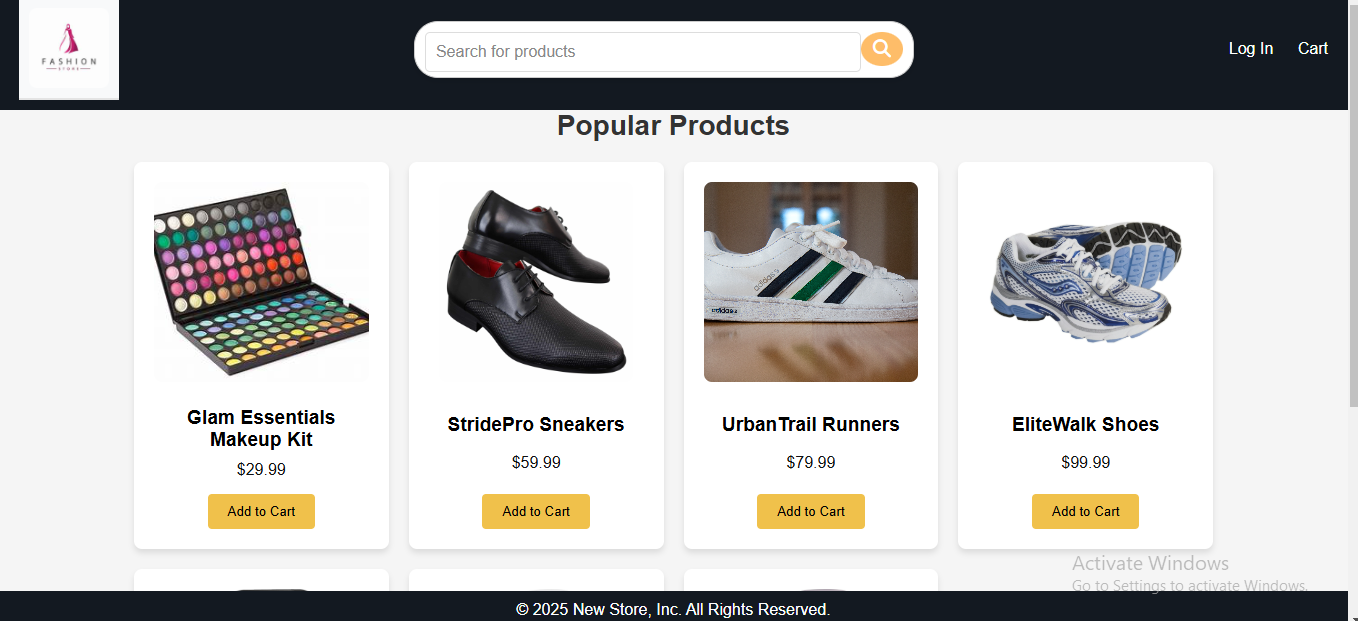 FASHION
STORE
Search for products
Log In
Cart
Popular Products
adidas
adidas
Glam Essentials
Makeup Kit
$29.99
Add to Cart
StridePro Sneakers
$59.99
Add to Cart
UrbanTrail Runners
$79.99
Add to Cart
EliteWalk Shoes
$99.99
Add to Cart
Activate Windows
Go to Settings to activate Windows.
© 2025 New Store, Inc. All Rights Reserved.